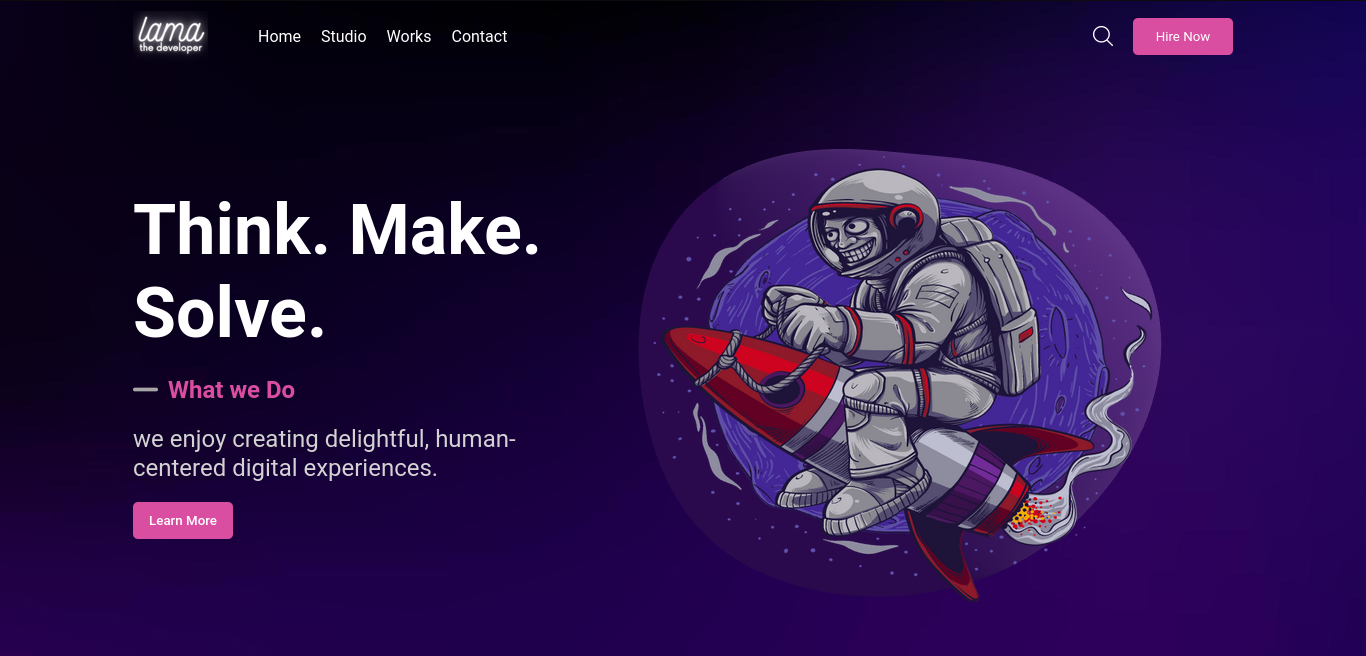 lama
the developer
Home Studio Works Contact
Hire Now
Think. Make.
Solve.
What we Do
we enjoy creating delightful, human-
centered digital experiences.
Learn More